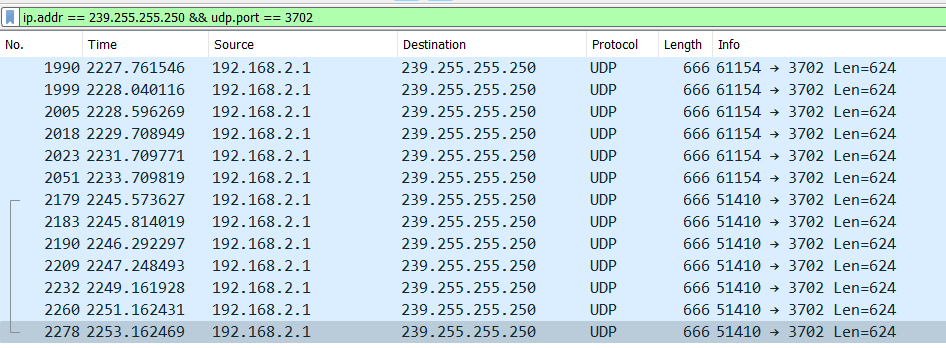 ip.addr == 239.255.255.250 && udp.port == 3702
No. Time Source Destination Protocol Length Info
1990 2227.761546 192.168.2.1 239.255.255.250 UDP 666 61154 → 3702 Len=624
1999 2228.040116 192.168.2.1 239.255.255.250 UDP 666 61154 → 3702 Len=624
2005 2228.596269 192.168.2.1 239.255.255.250 UDP 666 61154 → 3702 Len=624
2018 2229.708949 192.168.2.1 239.255.255.250 UDP 666 61154 → 3702 Len=624
2023 2231.709771 192.168.2.1 239.255.255.250 UDP 666 61154 → 3702 Len=624
2051 2233.709819 192.168.2.1 239.255.255.250 UDP 666 61154 → 3702 Len=624
2179 2245.573627 192.168.2.1 239.255.255.250 UDP 666 51410 → 3702 Len=624
2183 2245.814019 192.168.2.1 239.255.255.250 UDP 666 51410 → 3702 Len=624
2190 2246.292297 192.168.2.1 239.255.255.250 UDP 666 51410 → 3702 Len=624
2209 2247.248493 192.168.2.1 239.255.255.250 UDP 666 51410 → 3702 Len=624
2232 2249.161928 192.168.2.1 239.255.255.250 UDP 666 51410 → 3702 Len=624
2260 2251.162431 192.168.2.1 239.255.255.250 UDP 666 51410 → 3702 Len=624
2278 2253.162469 192.168.2.1 239.255.255.250 UDP 666 51410 → 3702 Len=624